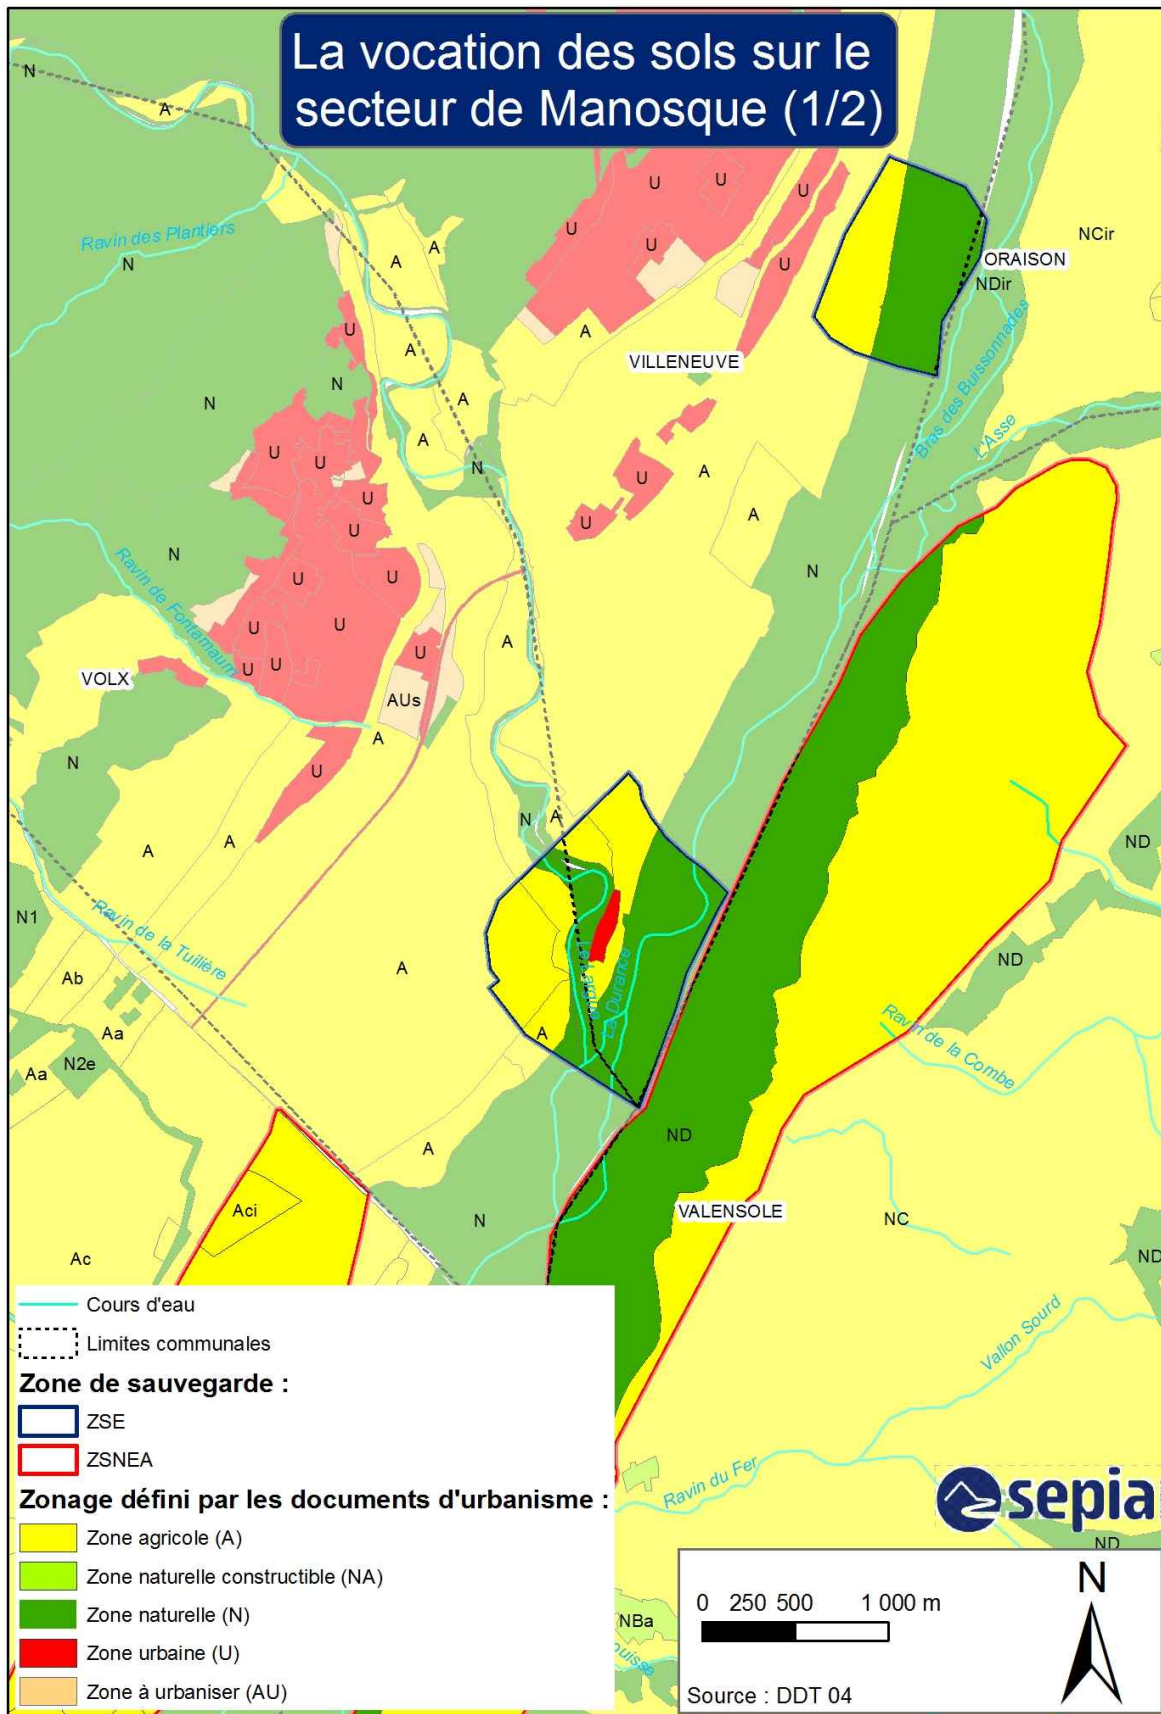 La vocation des sols sur le
secteur de Manosque (1/2)
N
A
U
U
U
U
U
U
Ravin des Plantiers
N
A
A
NCir
ORAISON
NDir
U
A
A
VILLENEUVE
N
N
A
A
Bras des Buissonnades
L'Asse
U
U
N
U
A
U
A
U
U
N
N
Ravin de Fontamaurri
U
U
U
U
U
U
A
U
VOLX
AUs
A
N
U
N
A
ND
A
A
N1
Ravin de la Tuilière
A
Le Largue
La Durance
ND
Ab
Aa
A
Ravin de la Combe
Aa
N2e
ND
A
Aci
VALENSOLE
N
NC
Ac
ND
Vallon Sourd
Cours d'eau
Limites communales
Zone de sauvegarde :
ZSE
ZSNEA
Zonage défini par les documents d'urbanisme :
Zone agricole (A)
Zone naturelle constructible (NA)
Zone naturelle (N)
Zone urbaine (U)
Zone à urbaniser (AU)
Ravin du Fer
sepia
ND
NBa
ouisse
0 250 500 1 000 m
N
Source : DDT 04